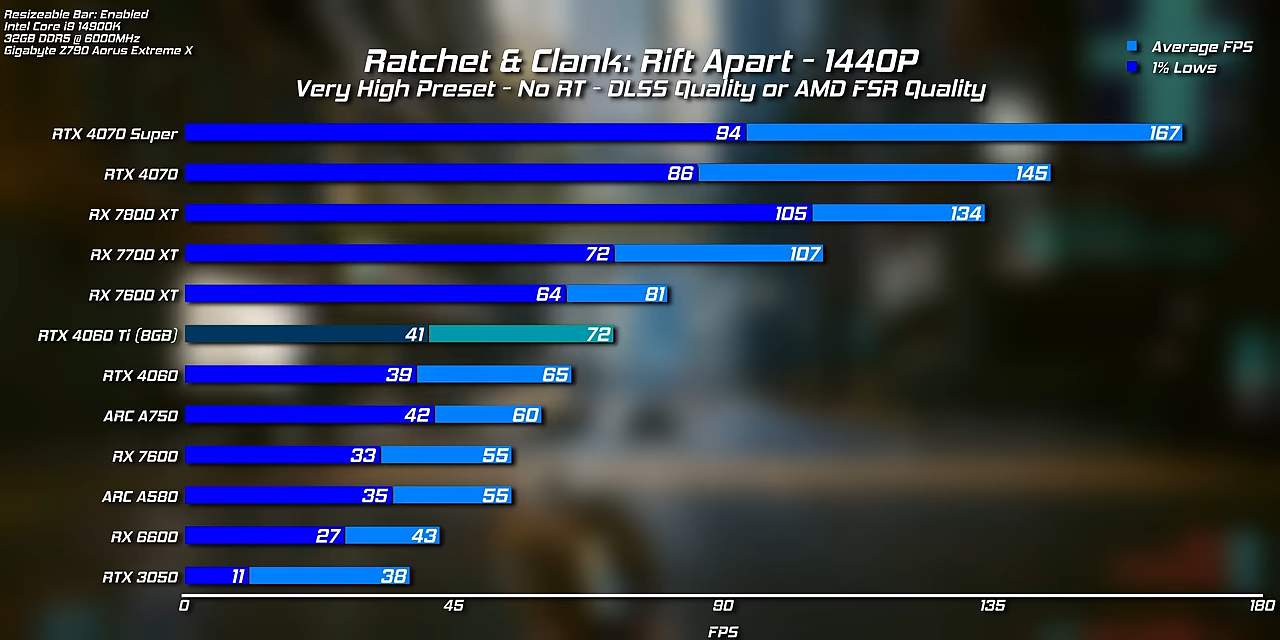 Resizeable Bar: Enabled
Intel Core i9 14900K
32GB DDR5 @ 6000MHz
Gigabyte Z790 Aorus Extreme X
Ratchet & Clank: Rift Apart - 1440P
Very High Preset - No RT - DLSS Quality or AMD FSR Quality
Average FPS
1% Lows
RTX 4070 Super 94 167
RTX 4070 86 145
RX 7800 XT 105 134
RX 7700 XT 72 107
RX 7600 XT 64 81
RTX 4060 Ti (8GB) 41 72
RTX 4060 39 65
ARC A750 42 60
RX 7600 33 55
ARC A580 35 55
RX 6600 27 43
RTX 3050 11 38
0 45 90 135 180
FPS